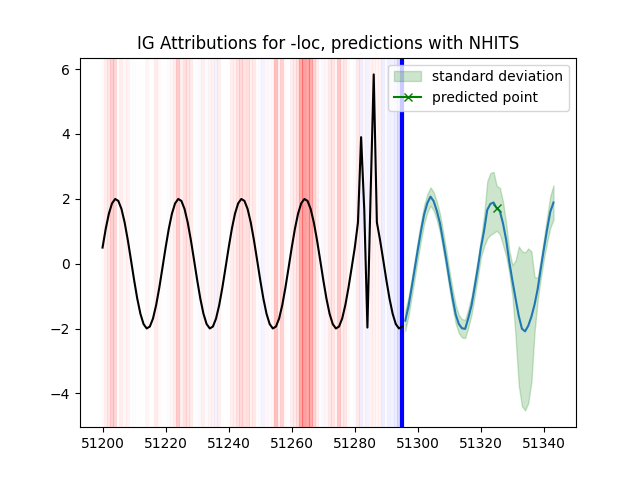 IG Attributions for -loc, predictions with NHITS
standard deviation
predicted point
6
4
2
0
−2
−4
51200 51220 51240 51260 51280 51300 51320 51340